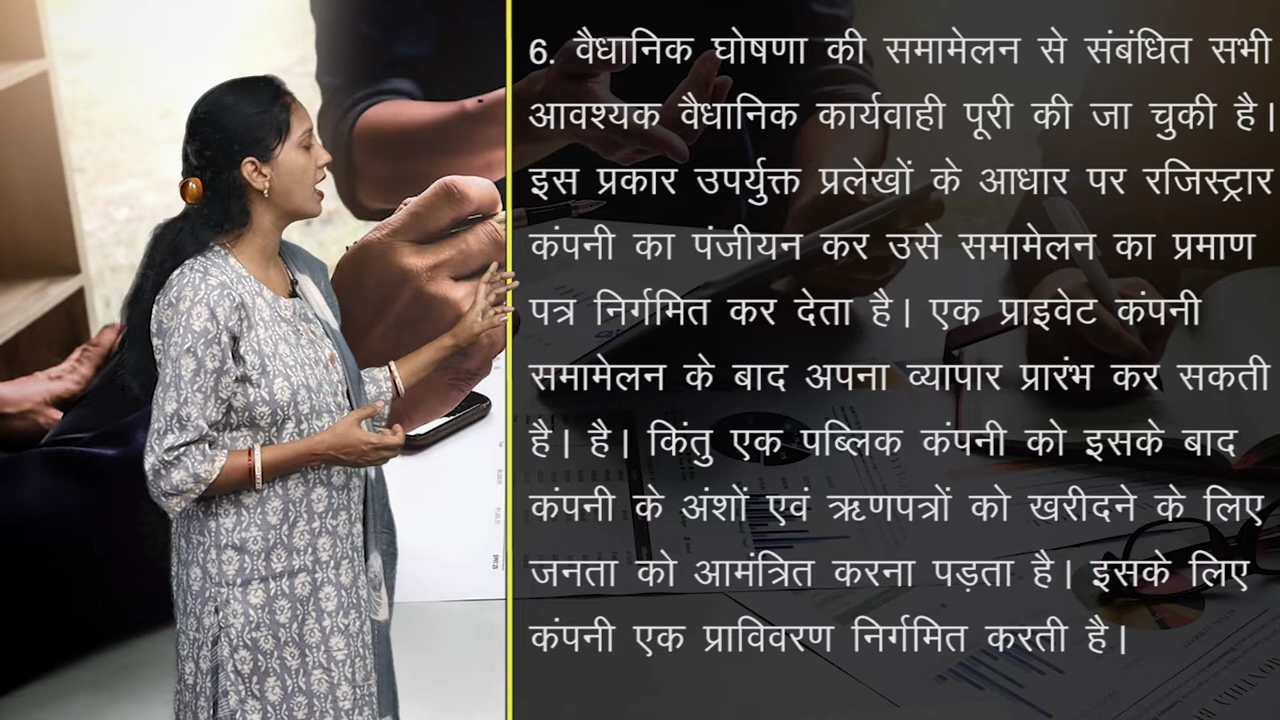 6. वैधानिक घोषणा की समामेलन से संबंधित सभी
आवश्यक वैधानिक कार्यवाही पूरी की जा चुकी है।
इस प्रकार उपर्युक्त प्रलेखों के आधार पर रजिस्ट्रार
कंपनी का पंजीयन कर उसे समामेलन का प्रमाण
पत्र निर्गमित कर देता है। एक प्राइवेट कंपनी
समामेलन के बाद अपना व्यापार प्रारंभ कर सकती
है। है। किंतु एक पब्लिक कंपनी को इसके बाद
कंपनी के अंशों एवं ऋणपत्रों को खरीदने के लिए
जनता को आमंत्रित करना पड़ता है। इसके लिए
कंपनी एक प्राविवरण निर्गमित करती है।